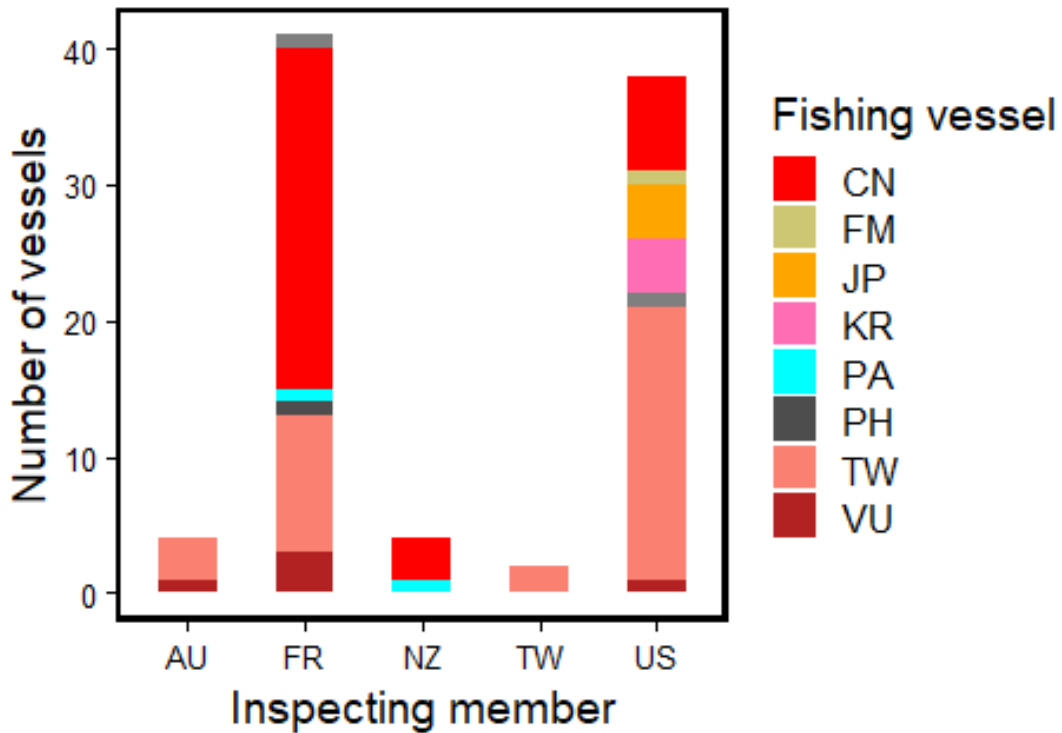 Number of vessels
40
30
20
10
0
AU FR NZ TW US
Inspecting member
Fishing vessel
CN
FM
JP
KR
PA
PH
TW
VU